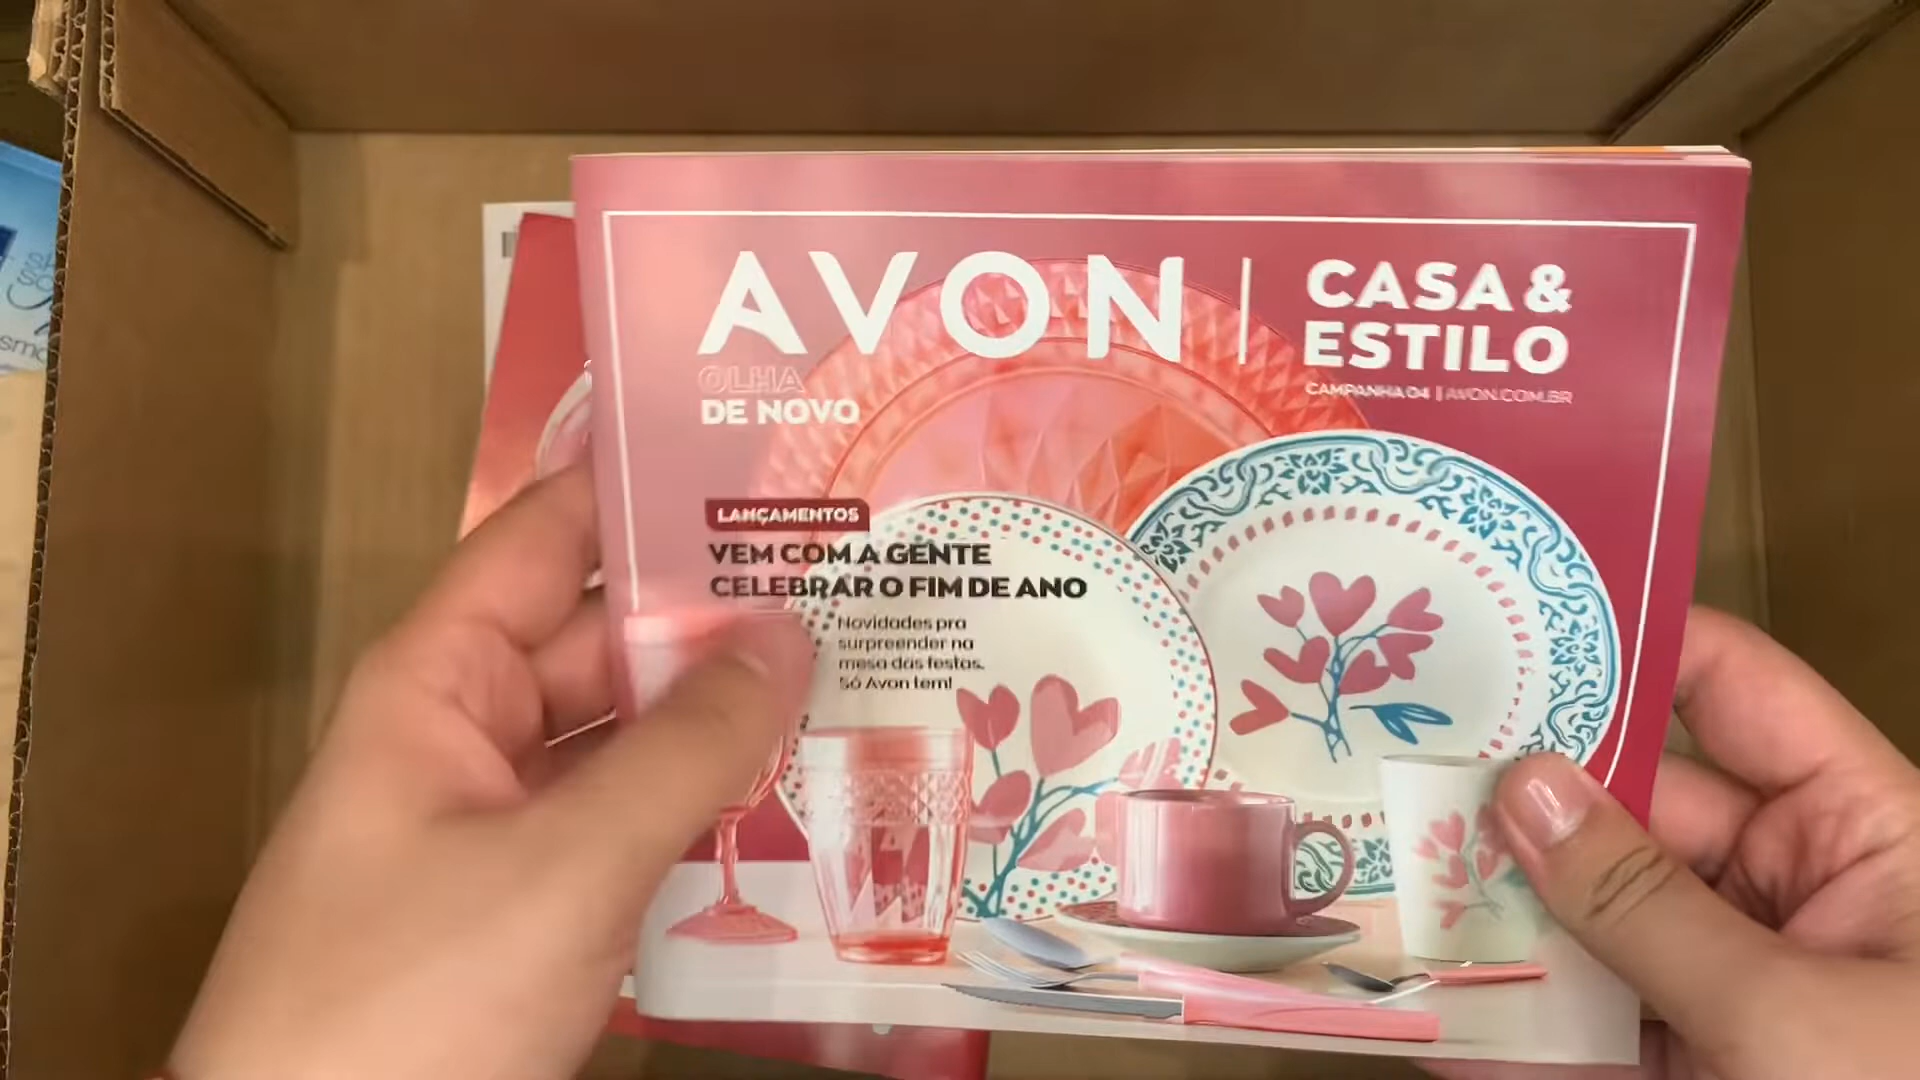 AVON
CASA &
ESTILO
CAMPANHA 04 | AVON.COM.BR
OLHA
DE NOVO
LANÇAMENTOS
VEM COM A GENTE
CELEBRAR O FIM DE ANO
Novidades pra
surpreender na
mesa das festas.
Só Avon tem!